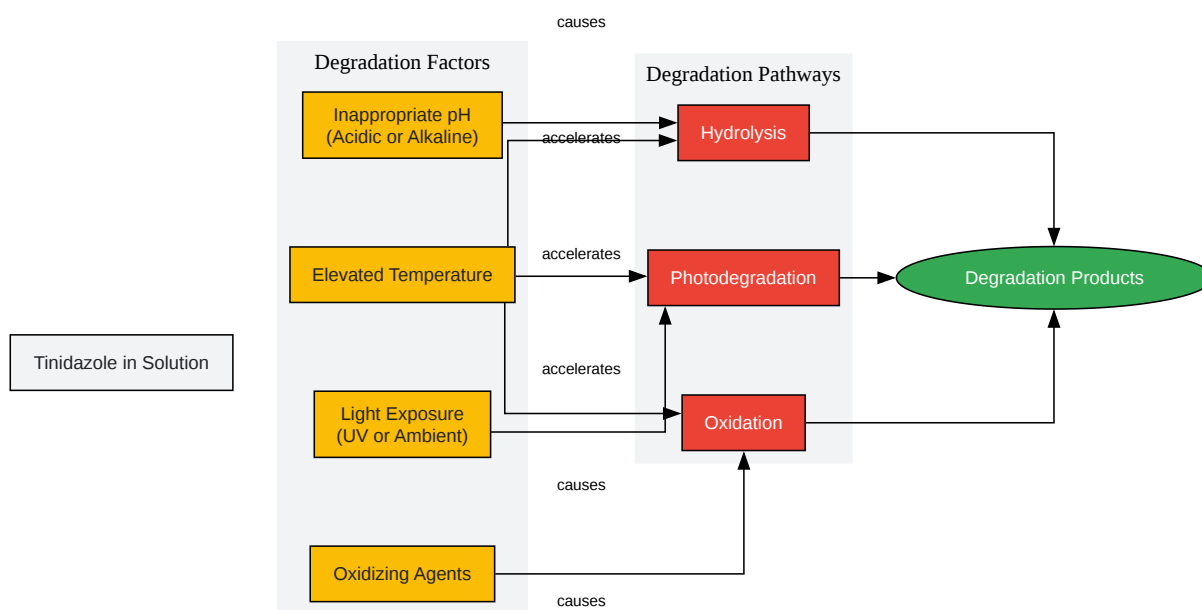 causes
Degradation Factors
Degradation Pathways
Inappropriate pH
(Acidic or Alkaline)
accelerates
Hydrolysis
Elevated Temperature
accelerates
Photodegradation
Degradation Products
Tinidazole in Solution
accelerates
Light Exposure
(UV or Ambient)
Oxidation
causes
Oxidizing Agents
causes